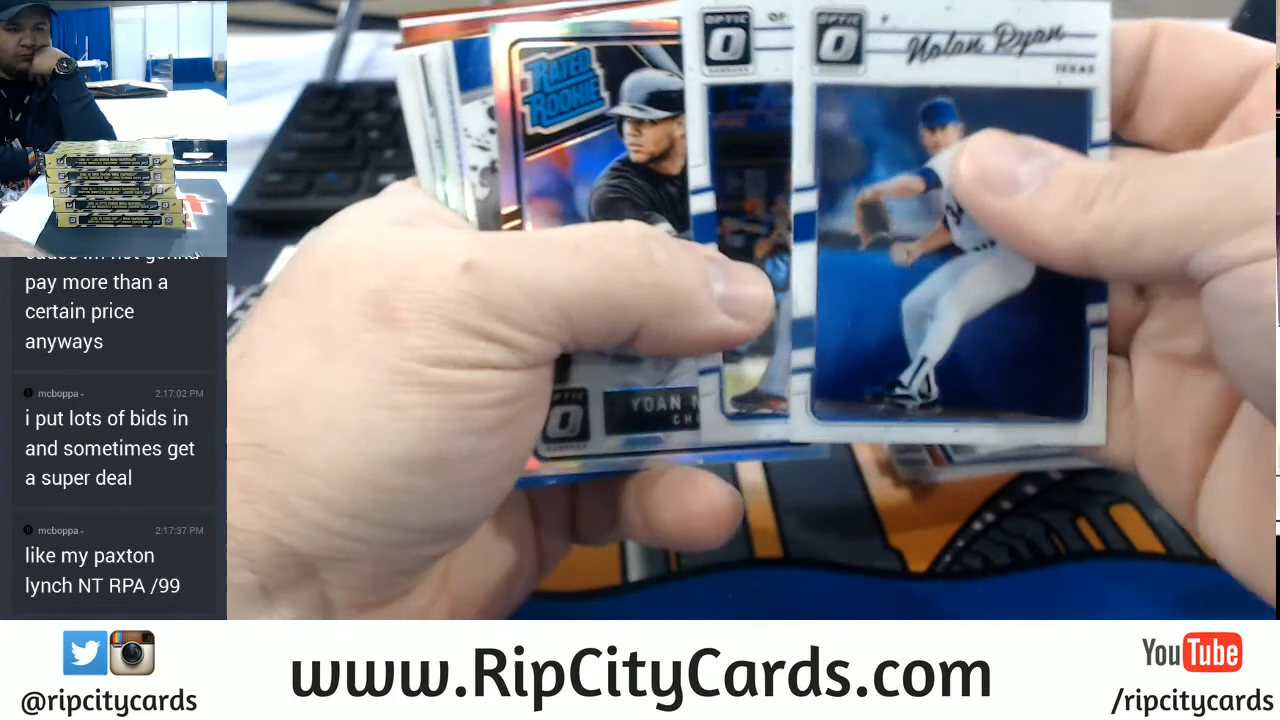 pay more than a
certain price
anyways
mcboppa - 2:17:02 PM
i put lots of bids in
and sometimes get
a super deal
mcboppa - 2:17:37 PM
like my paxton
lynch NT RPA /99
RATED
ROOKIE
OPTIC
OPTIC
Nolan Ryan
TEXAS
OPTIC
YOAN
@ripcitycards
www.RipCityCards.com
YouTube
/ripcitycards